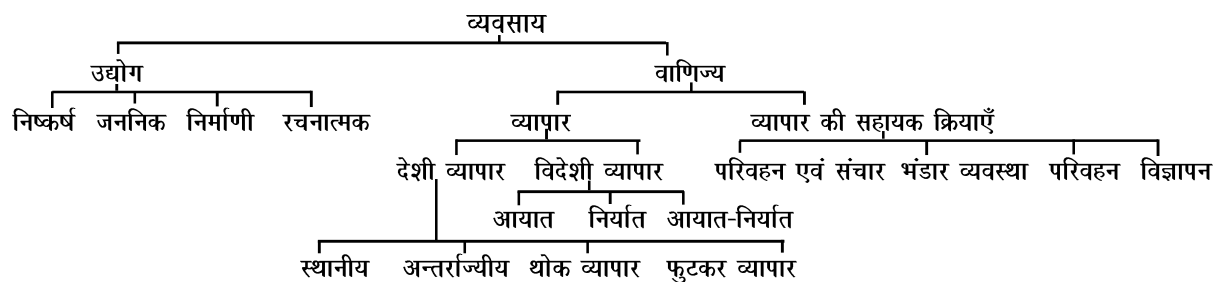 व्यवसाय
उद्योग वाणिज्य
निष्कर्ष जननिक निर्माणी रचनात्मक व्यापार व्यापार की सहायक क्रियाएँ
देशी व्यापार विदेशी व्यापार परिवहन एवं संचार भंडार व्यवस्था परिवहन विज्ञापन
आयात निर्यात आयात-निर्यात
स्थानीय अन्तर्राज्यीय थोक व्यापार फुटकर व्यापार